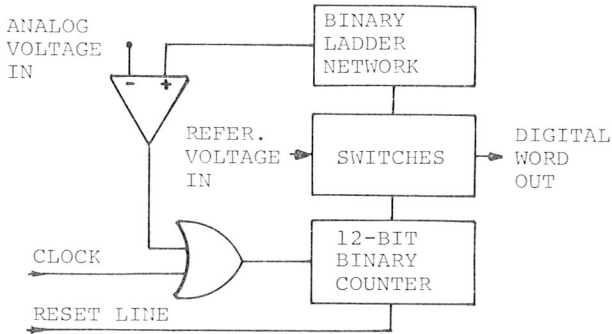 ANALOG
VOLTAGE
IN
- +
BINARY
LADDER
NETWORK
REFER.
VOLTAGE
IN
SWITCHES
DIGITAL
WORD
OUT
12-BIT
BINARY
COUNTER
CLOCK
RESET LINE